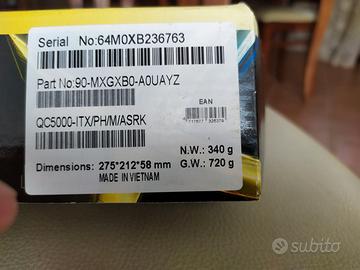 Serial No:64M0XB236763
Part No:90-MXGXB0-A0UAYZ
EAN
QC5000-ITX/PH/M/ASRK
N.W.: 340 g
Dimensions: 275*212*58 mm
G.W.: 720 g
MADE IN VIETNAM
subito